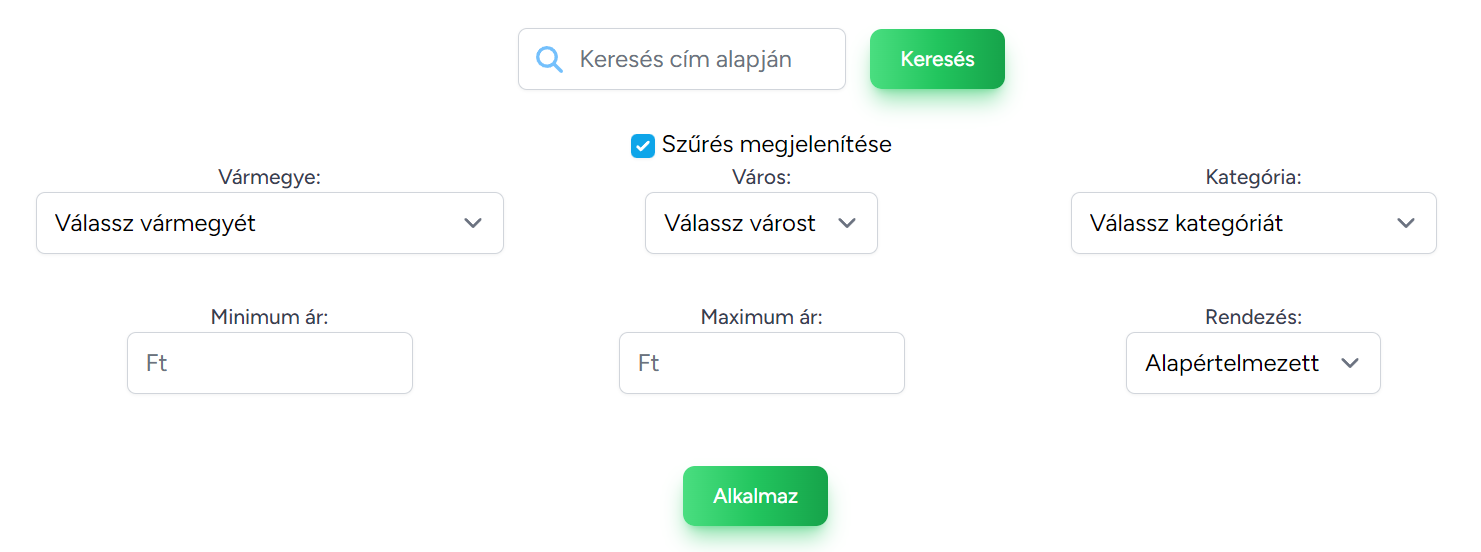 Keresés cím alapján
Keresés
Szűrés megjelenítése
Vármegye:
Város:
Kategória:
Válassz vármegyét
Válassz várost
Válassz kategóriát
Minimum ár:
Maximum ár:
Rendezés:
Ft
Ft
Alapértelmezett
Alkalmaz